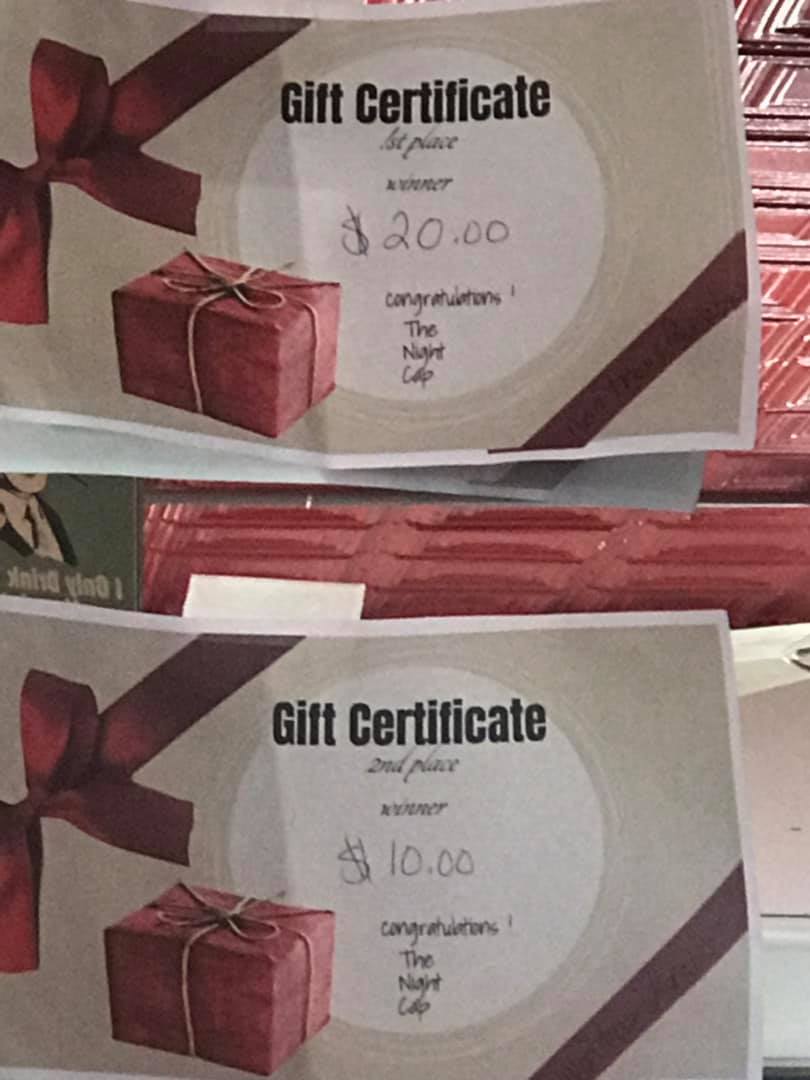 Gift Certificate
1st place
winner
$ 20.00
Congratulations !
The
Night
Cap
I Only Drink
Gift Certificate
2nd place
winner
$ 10.00
Congratulations !
The
Night
Cap